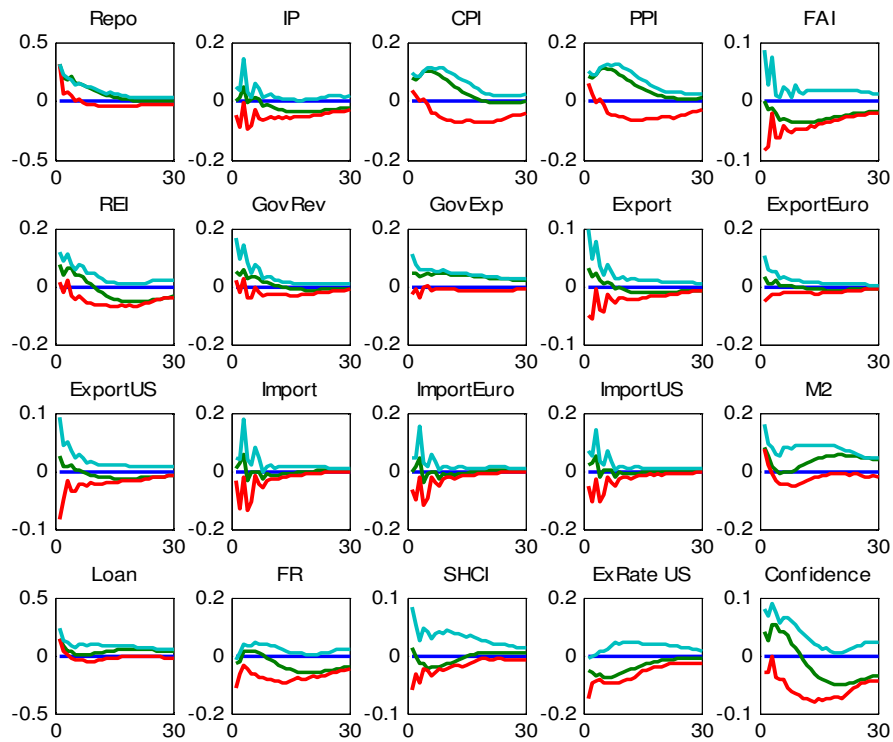 Repo IP CPI PPI FAI
0.5 0.2 0.2 0.2 0.1
0 0 0 0 0
-0.5 -0.2 -0.2 -0.2 -0.1
0 30 0 30 0 30 0 30 0 30
REI GovRev GovExp Export ExportEuro
0.2 0.2 0.2 0.1 0.2
0 0 0 0 0
-0.2 -0.2 -0.2 -0.1 -0.2
0 30 0 30 0 30 0 30 0 30
ExportUS Import ImportEuro ImportUS M2
0.1 0.2 0.2 0.2 0.2
0 0 0 0 0
-0.1 -0.2 -0.2 -0.2 -0.2
0 30 0 30 0 30 0 30 0 30
Loan FR SHCI ExRate US Confidence
0.5 0.2 0.1 0.2 0.1
0 0 0 0 0
-0.5 -0.2 -0.1 -0.2 -0.1
0 30 0 30 0 30 0 30 0 30